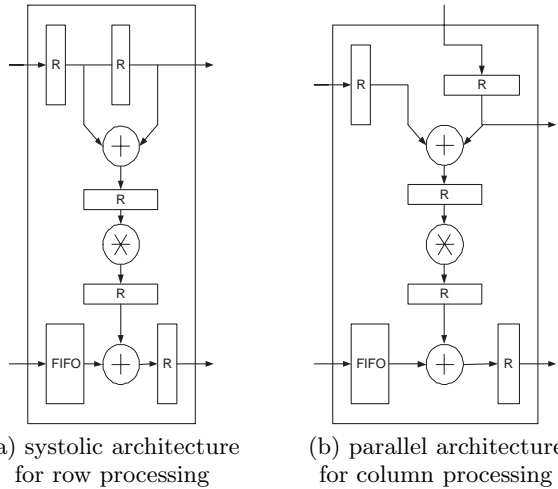 R
R
R
R
FIFO
R
R
R
R
R
FIFO
R
a) systolic architecture
for row processing
(b) parallel architecture
for column processing